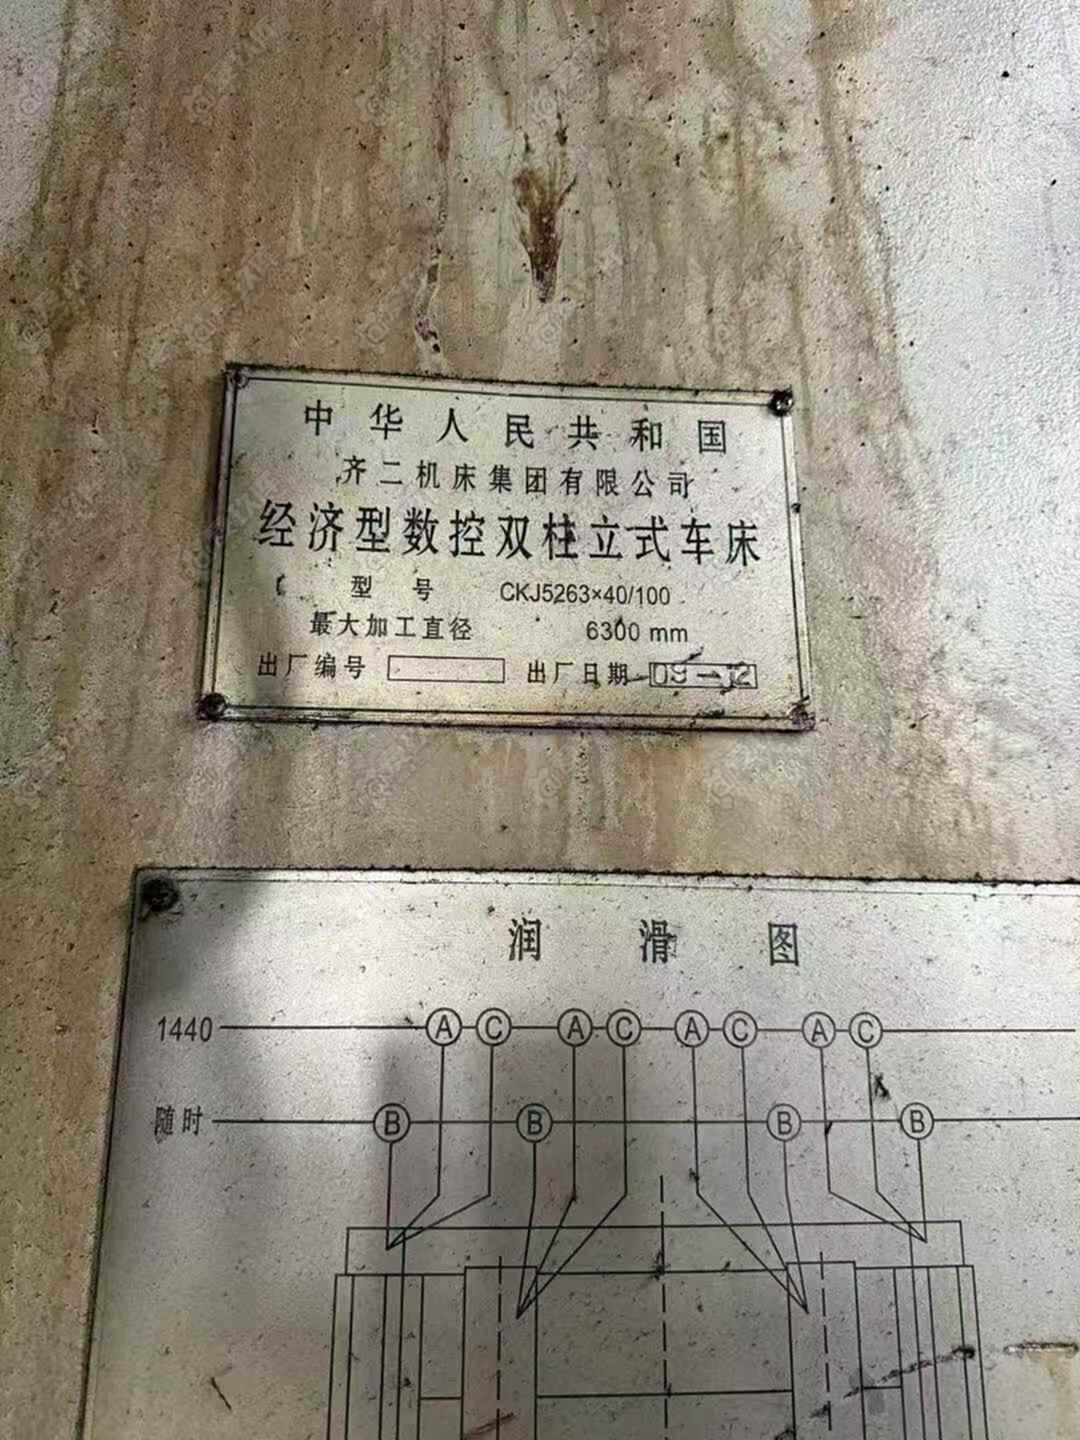 中华人民共和国
齐二机床集团有限公司
经济型数控双柱立式车床
型号 CKJ5263×40/100
最大加工直径 6300 mm
出厂编号 出厂日期 09-12
润滑图
1440 A C A C A C A C
随时 B B B B